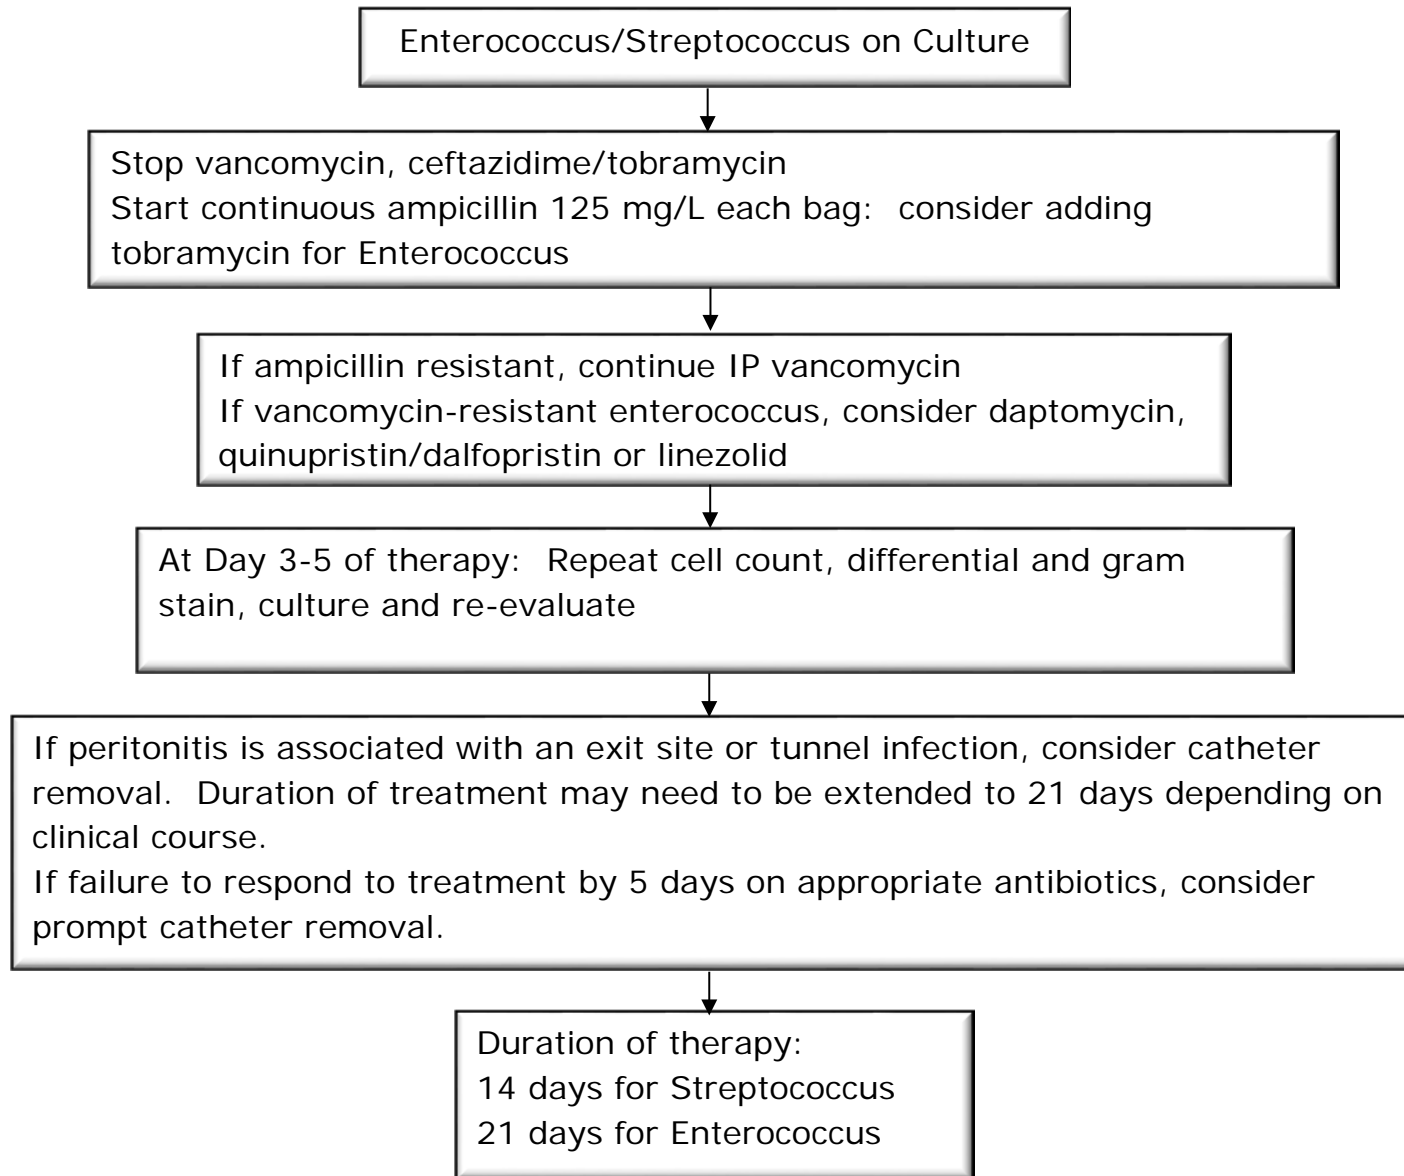 Enterococcus/Streptococcus on Culture
Stop vancomycin, ceftazidime/tobramycin
Start continuous ampicillin 125 mg/L each bag: consider adding
tobramycin for Enterococcus
If ampicillin resistant, continue IP vancomycin
If vancomycin-resistant enterococcus, consider daptomycin,
quinupristin/dalfopristin or linezolid
At Day 3-5 of therapy: Repeat cell count, differential and gram
stain, culture and re-evaluate
If peritonitis is associated with an exit site or tunnel infection, consider catheter
removal. Duration of treatment may need to be extended to 21 days depending on
clinical course.
If failure to respond to treatment by 5 days on appropriate antibiotics, consider
prompt catheter removal.
Duration of therapy:
14 days for Streptococcus
21 days for Enterococcus